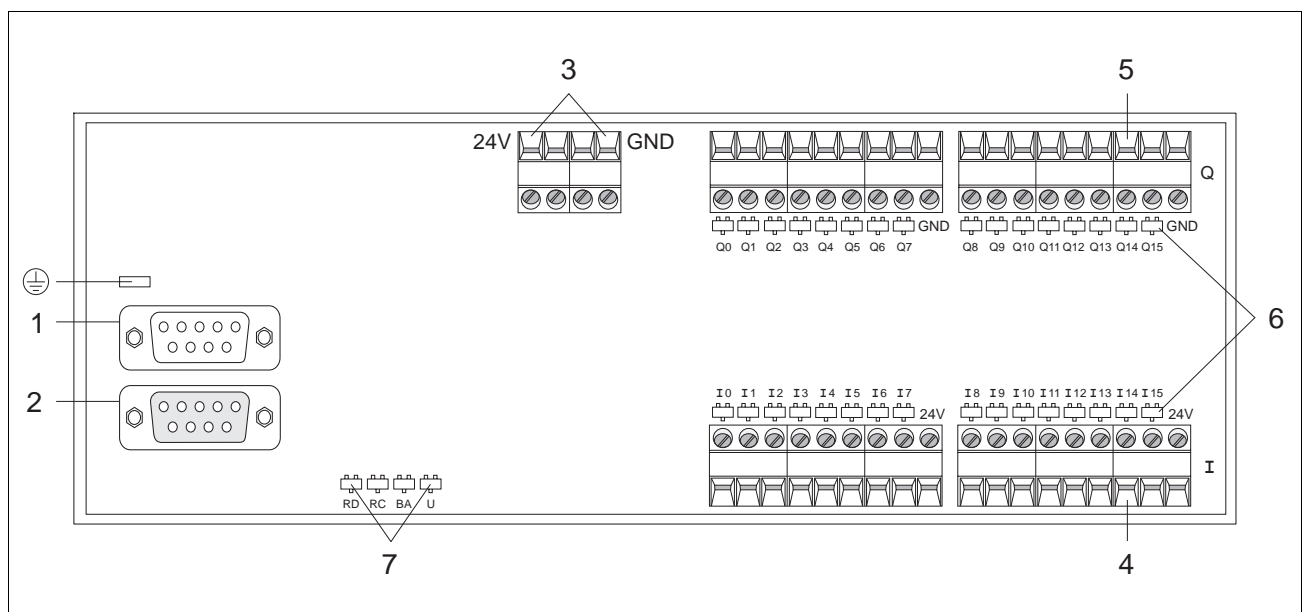 3
5
24V GND
Q
GND GND
Q0 Q1 Q2 Q3 Q4 Q5 Q6 Q7 Q8 Q9 Q10 Q11 Q12 Q13 Q14 Q15
1
6
2
I0 I1 I2 I3 I4 I5 I6 I7 I8 I9 I10 I11 I12 I13 I14 I15
24V 24V
I
RD RC BA U
7
4